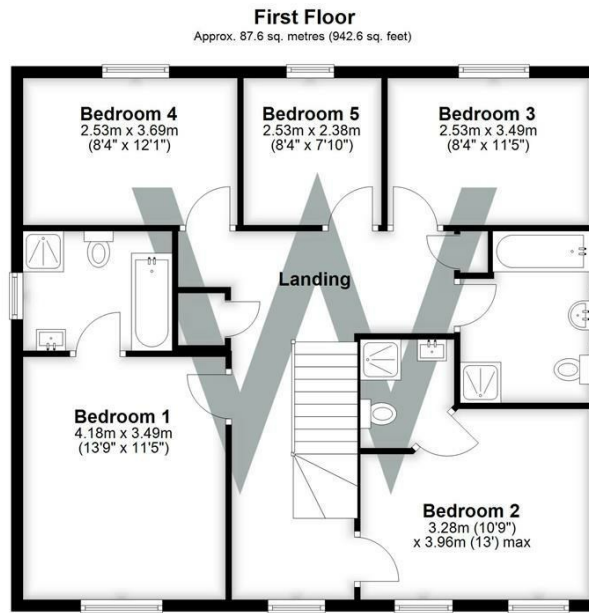 First Floor
Approx. 87.6 sq. metres (942.6 sq. feet)
Bedroom 4
2.53m x 3.69m
(8'4" x 12'1")
Bedroom 5
2.53m x 2.38m
(8'4" x 7'10")
Bedroom 3
2.53m x 3.49m
(8'4" x 11'5")
Landing
Bedroom 1
4.18m x 3.49m
(13'9" x 11'5")
Bedroom 2
3.28m (10'9")
x 3.96m (13') max
W